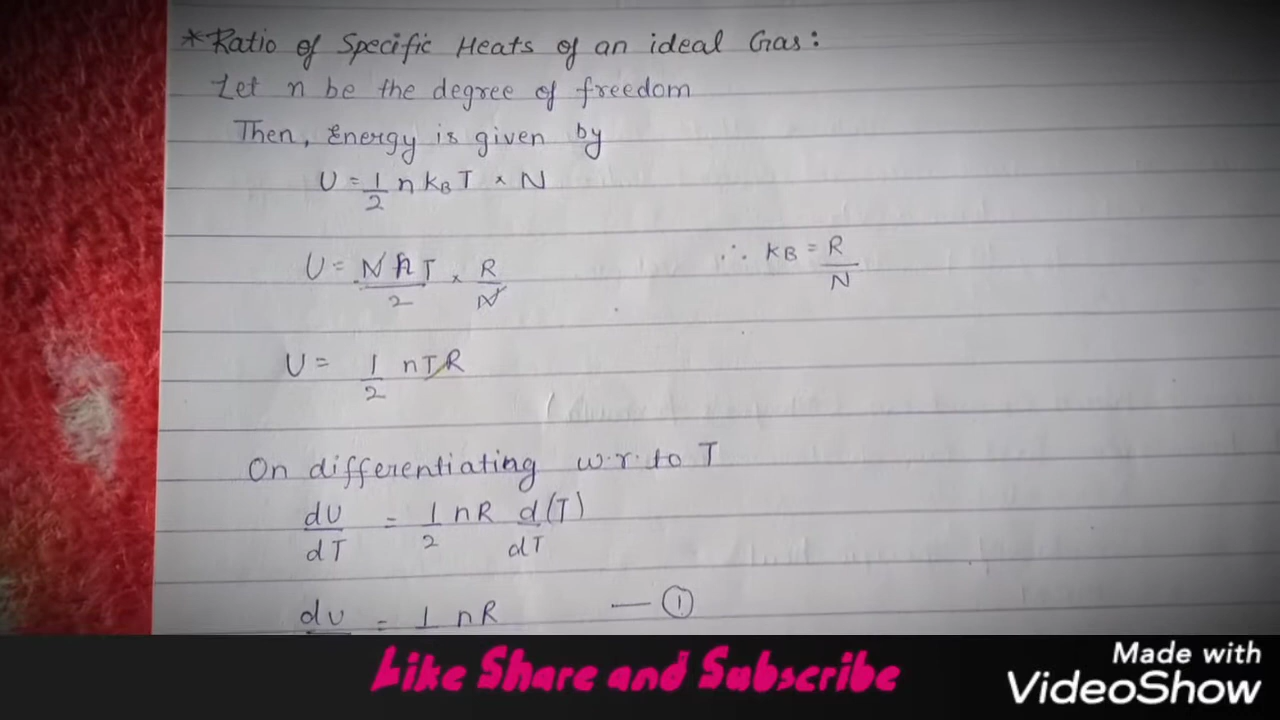 *Ratio of Specific Heats of an ideal Gas:
Let n be the degree of freedom
Then, Energy is given by
U = 1/2 n KB T × N
U = N n T/2 × R/N ∴ KB = R/N
U = 1/2 nTR
On differentiating w.r.to T
dU/dT = 1/2 nR d(T)/dT
du = 1 nR — ①
Like Share and Subscribe
Made with
VideoShow